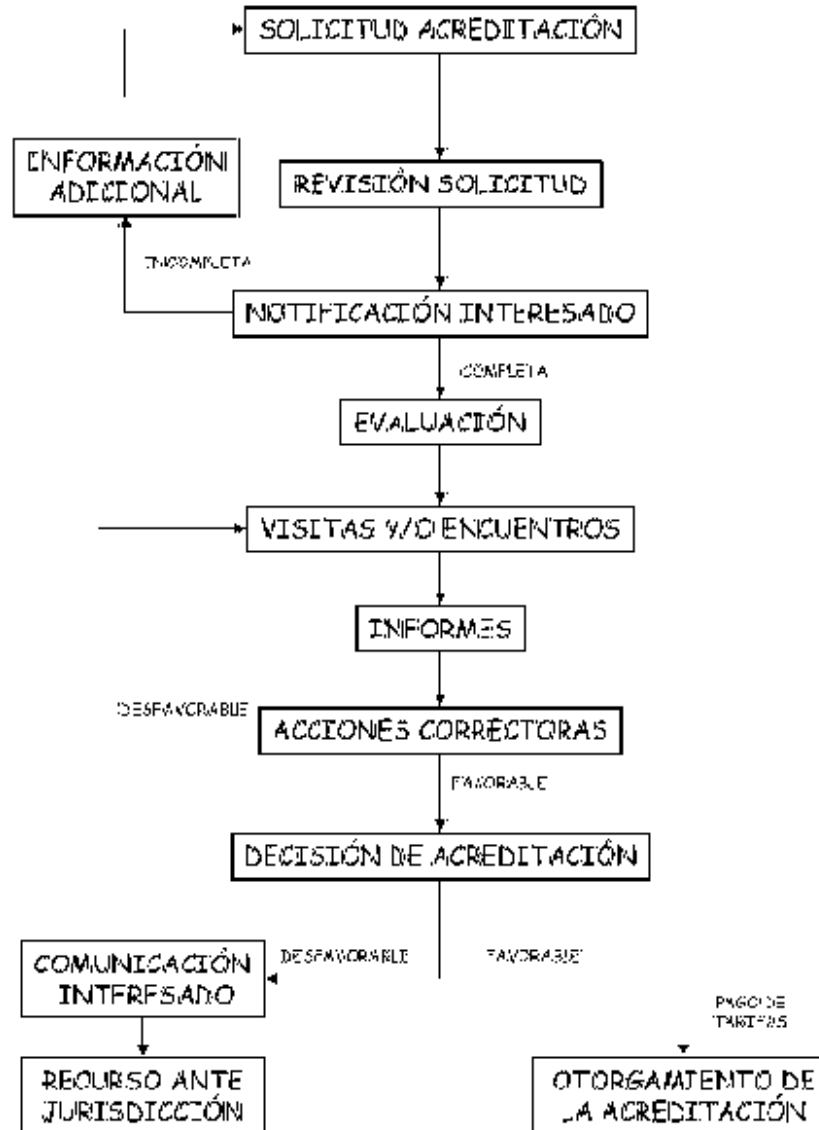 SOLICITUD ACREDITACIÓN
INFORMACIÓN
ADICIONAL
REVISIÓN SOLICITUD
INCOMPLETA
NOTIFICACIÓN INTERESADO
COMPLETA
EVALUACIÓN
VISITAS Y/O ENCUENTROS
INFORMES
DESFAVORABLE
ACCIONES CORRECTORAS
FAVORABLE
DECISIÓN DE ACREDITACIÓN
DESFAVORABLE
FAVORABLE
COMUNICACIÓN
INTERESADO
PAGO DE
TARIFAS
RECURSO ANTE
JURISDICCIÓN
OTORGAMIENTO DE
LA ACREDITACIÓN